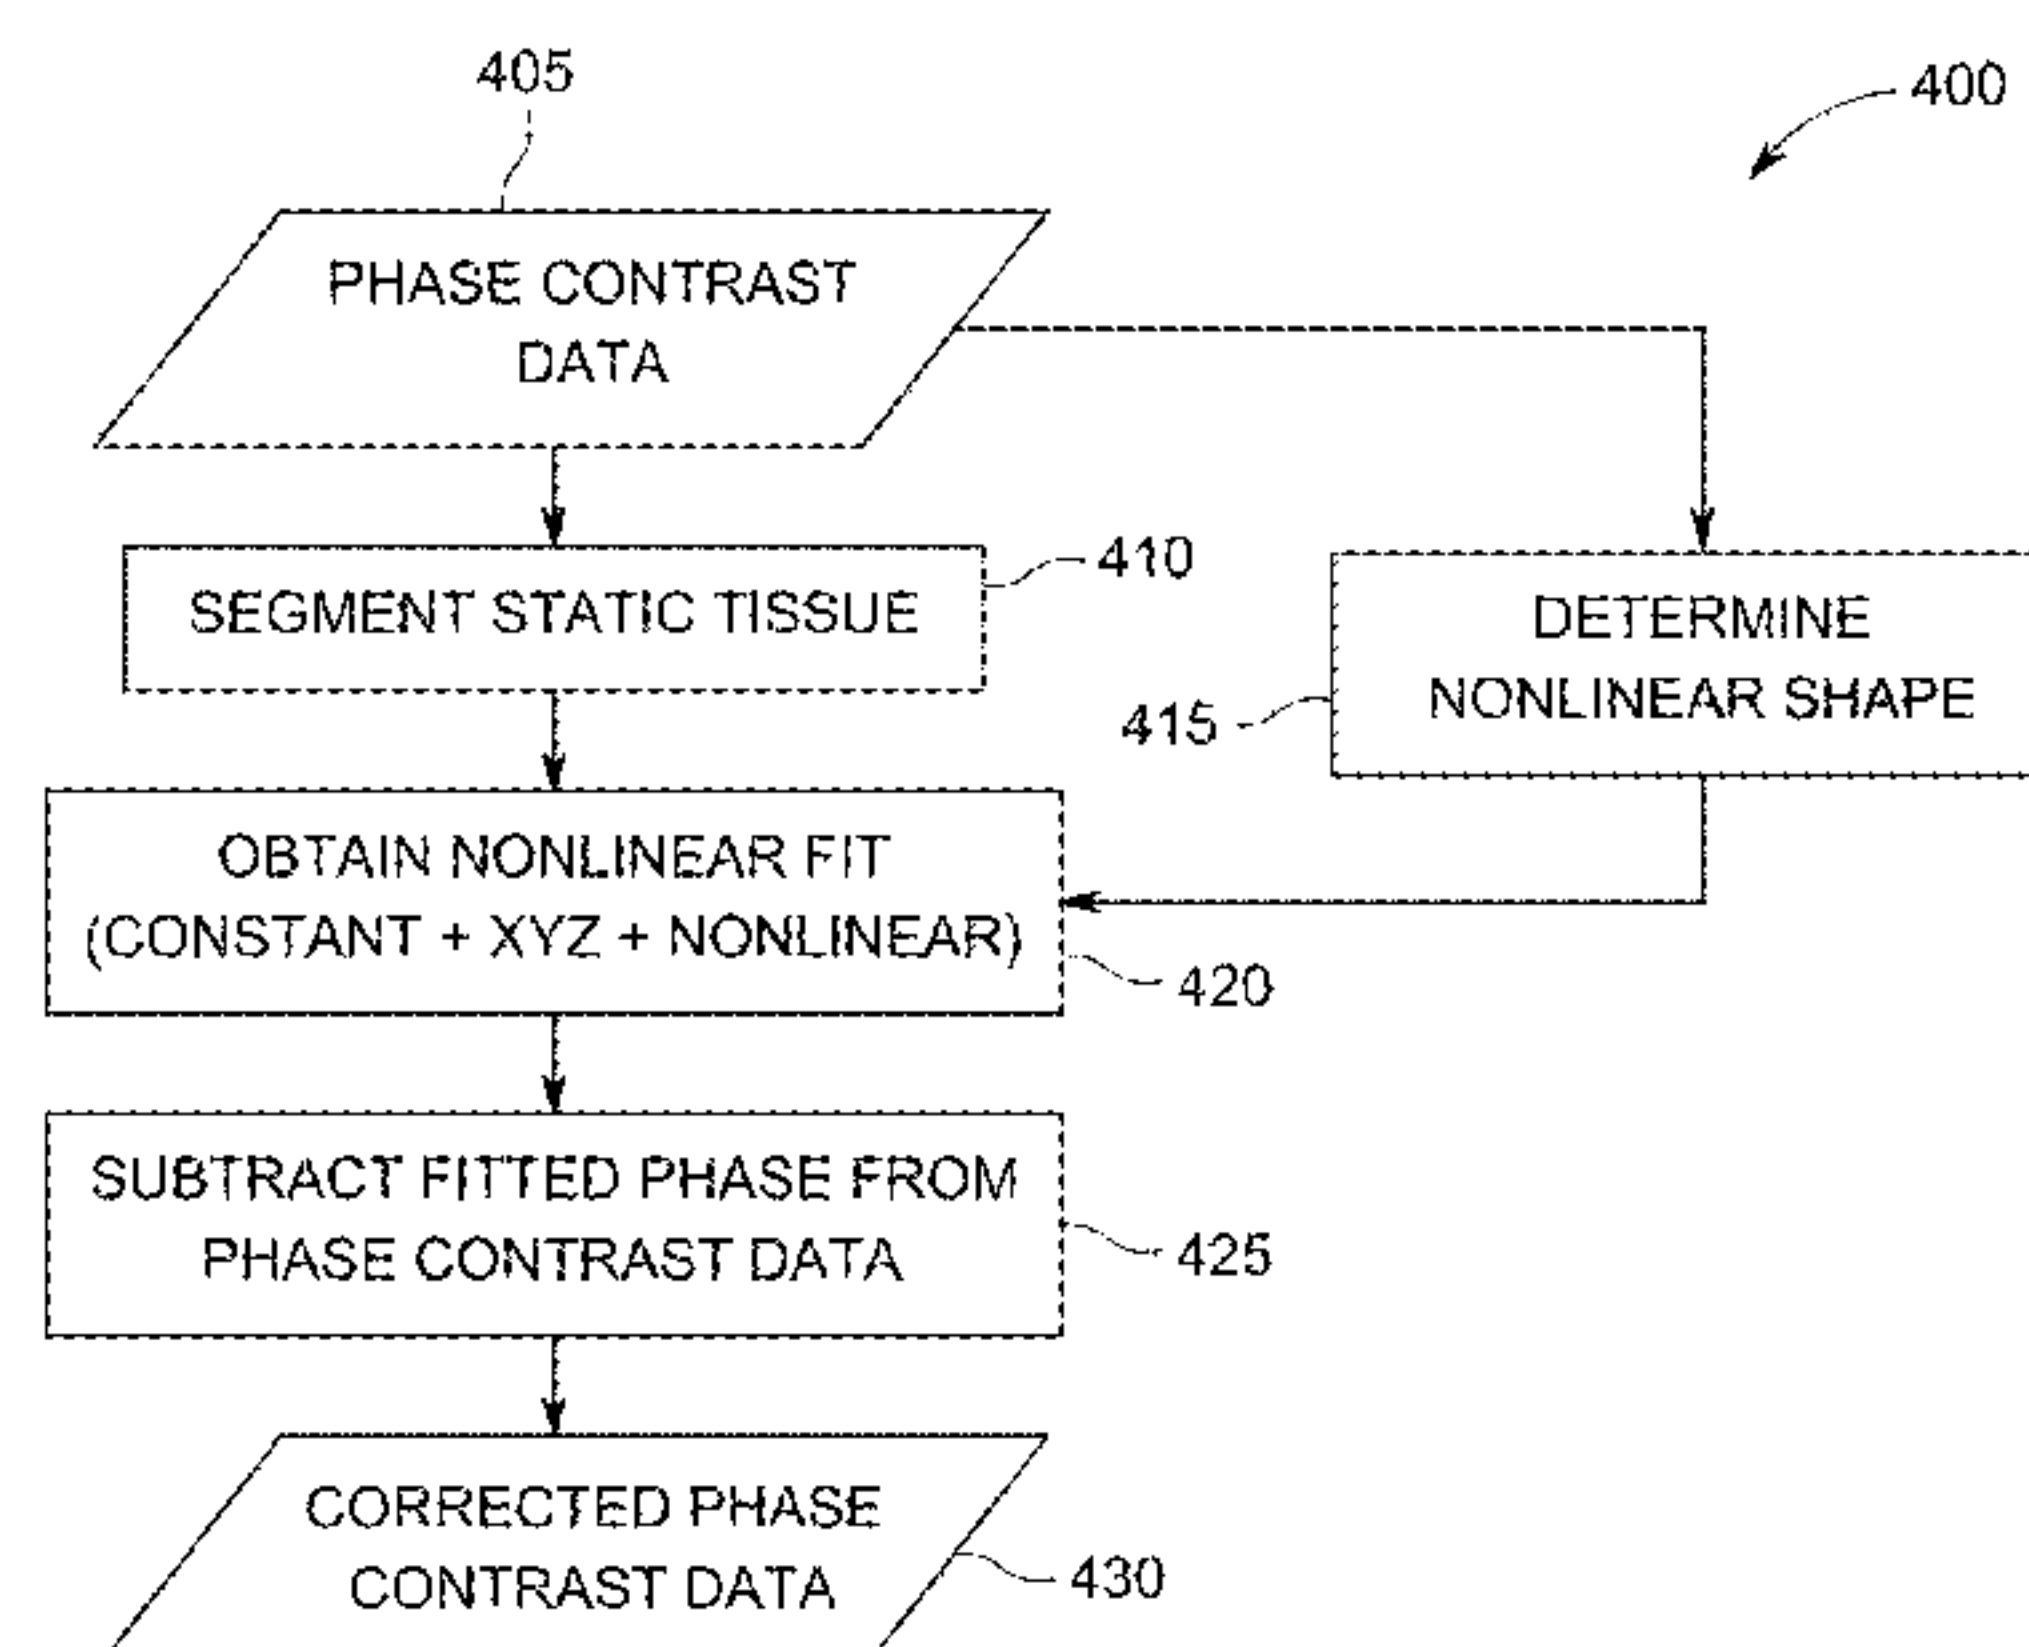 405
400
PHASE CONTRAST
DATA
SEGMENT STATIC TISSUE
410
DETERMINE
NONLINEAR SHAPE
415
OBTAIN NONLINEAR FIT
(CONSTANT + XYZ + NONLINEAR)
420
SUBTRACT FITTED PHASE FROM
PHASE CONTRAST DATA
425
CORRECTED PHASE
CONTRAST DATA
430